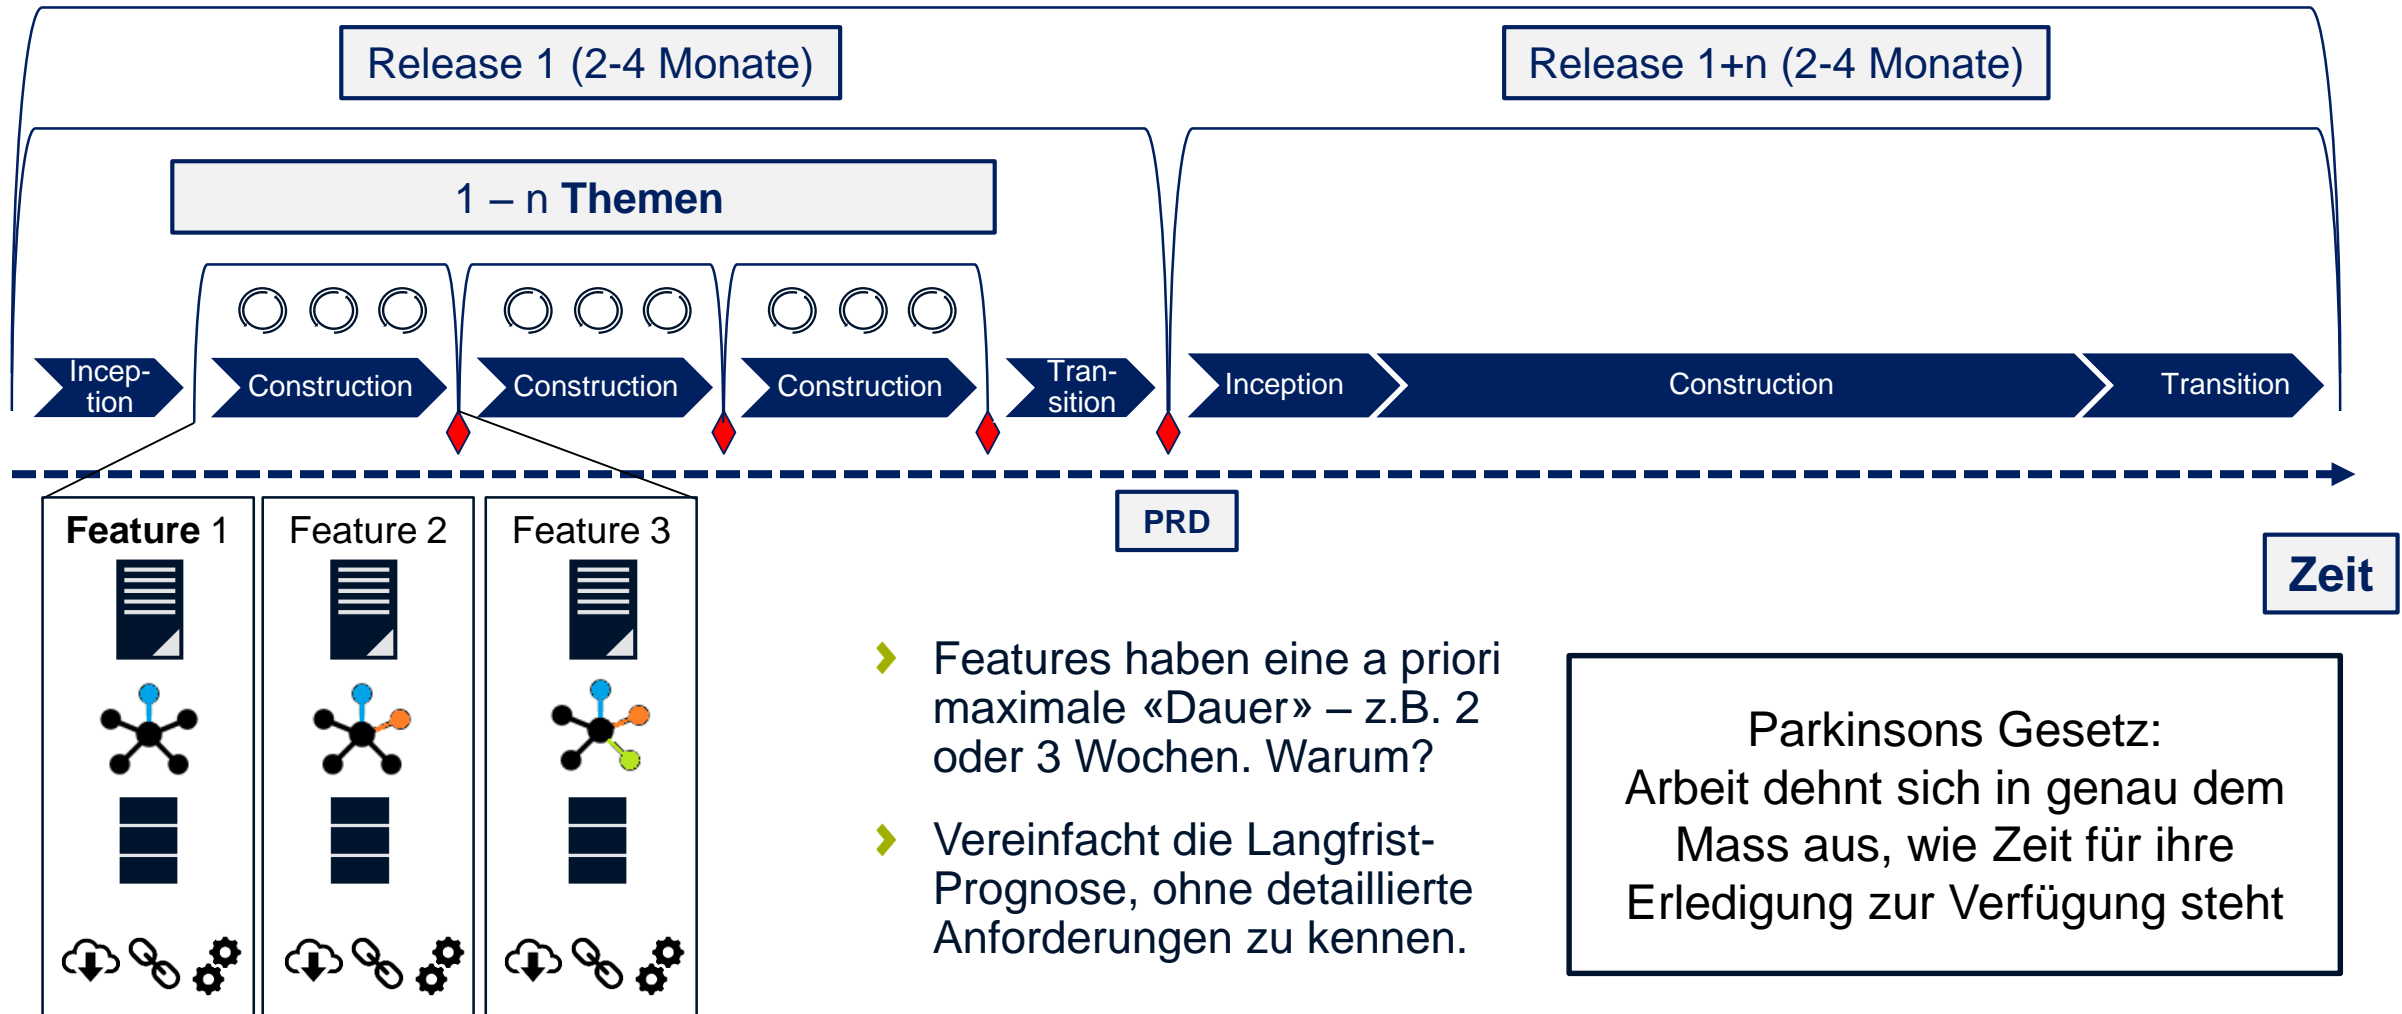 Release 1 (2-4 Monate)
Release 1+n (2-4 Monate)
1 – n Themen
Incep-
tion
Construction
Construction
Construction
Tran-
sition
Inception
Construction
Transition
PRD
Zeit
Feature 1
Feature 2
Feature 3
Features haben eine a priori
maximale «Dauer» – z.B. 2
oder 3 Wochen. Warum?
Vereinfacht die Langfrist-
Prognose, ohne detaillierte
Anforderungen zu kennen.
Parkinsons Gesetz:
Arbeit dehnt sich in genau dem
Mass aus, wie Zeit für ihre
Erledigung zur Verfügung steht